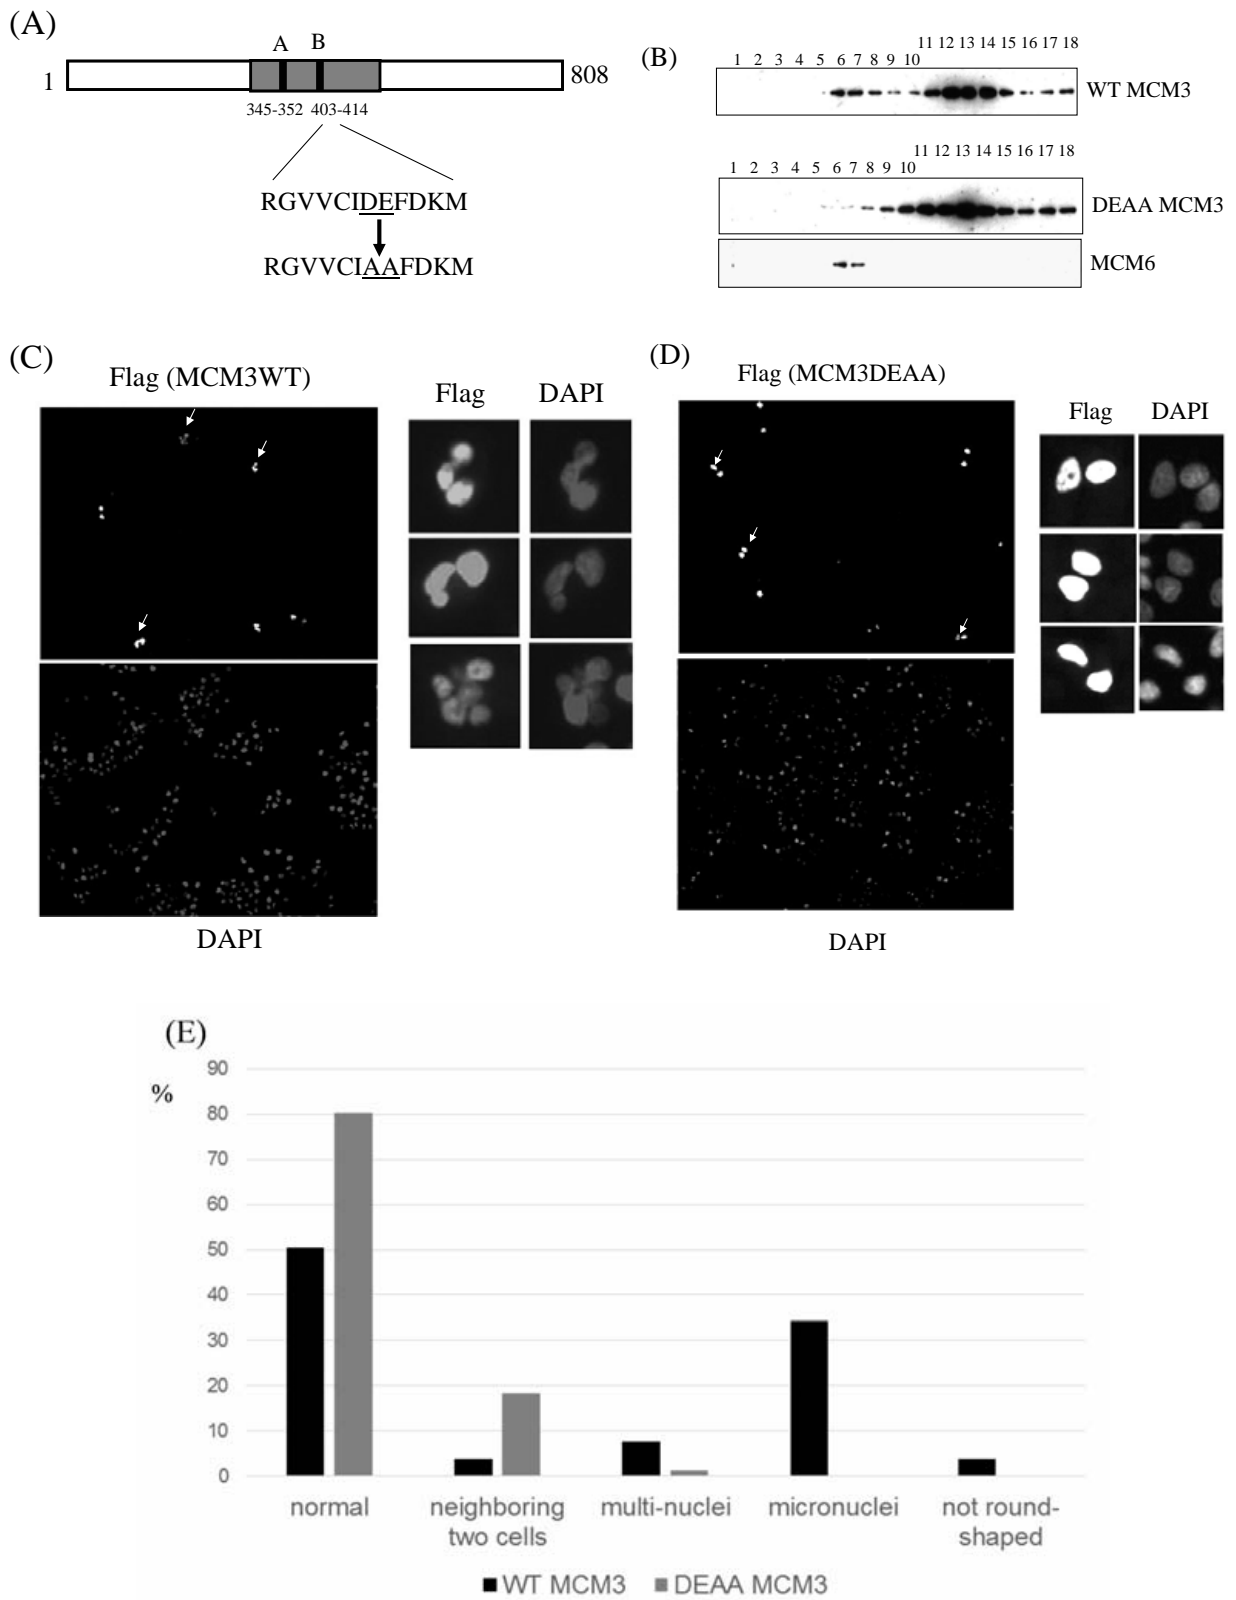 (A)
A B
1 808
345-352 403-414
RGVVCIDEFDKM
RGVVCIAAFDKM
(B)
1 2 3 4 5 6 7 8 9 10 11 12 13 14 15 16 17 18
WT MCM3
1 2 3 4 5 6 7 8 9 10 11 12 13 14 15 16 17 18
DEAA MCM3
MCM6
(C)
Flag (MCM3WT)
Flag DAPI
DAPI
(D)
Flag (MCM3DEAA)
Flag DAPI
DAPI
(E)
%
90
80
70
60
50
40
30
20
10
0
normal
neighboring
two cells
multi-nuclei
micronuclei
not round-
shaped
WT MCM3 DEAA MCM3